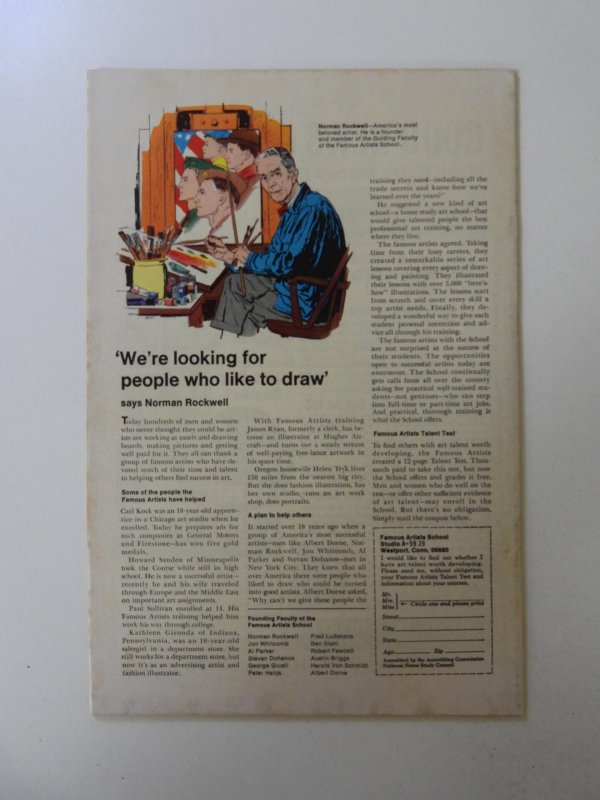 Norman Rockwell—America's most
beloved artist. He is a founder
and member of the Guiding Faculty
of the Famous Artists School.
'We're looking for
people who like to draw'
says Norman Rockwell
Today hundreds of men and women
who never thought they could be art-
ists are working at easels and drawing
boards, making pictures and getting
well paid for it. They all can thank a
group of famous artists who have de-
voted much of their time and talent
to helping others find success in art.
Some of the people the
Famous Artists have helped
Carl Kock was an 18-year-old appren-
tice in a Chicago art studio when he
enrolled. Today he prepares ads for
such companies as General Motors
and Firestone—has won five gold
medals.
Howard Sanden of Minneapolis
took the Course while still in high
school. He is now a successful artist—
recently he and his wife traveled
through Europe and the Middle East
on important art assignments.
Paul Sullivan enrolled at 14. His
Famous Artists training helped him
work his way through college.
Kathleen Gironda of Indiana,
Pennsylvania, was an 18-year-old
salesgirl in a department store. She
still works for a department store, but
now it's as an advertising artist and
fashion illustrator.
With Famous Artists training
James Ryan, formerly a clerk, has be-
come an illustrator at Hughes Air-
craft—and turns out a steady stream
of well-paying free-lance artwork in
his spare time.
Oregon housewife Helen Tryk lives
150 miles from the nearest big city.
But she does fashion illustration, has
her own studio, runs an art work
shop, does portraits.
A plan to help others
It started over 18 years ago when a
group of America's most successful
artists—men like Albert Dorne, Nor-
man Rockwell, Jon Whitcomb, Al
Parker and Stevan Dohanos—met in
New York City. They knew that all
over America there were people who
liked to draw who could be turned
into good artists. Albert Dorne asked,
"Why can't we give these people the
Founding Faculty of the
Famous Artists School
Norman Rockwell Fred Ludekens
Jon Whitcomb Ben Stahl
Al Parker Robert Fawcett
Stevan Dohanos Austin Briggs
George Giusti Harold Von Schmidt
Peter Helck Albert Dorne
training they need—including all the
trade secrets and know-how we've
learned over the years?"
He suggested a new kind of art
school—a home study art school—that
would give talented people the best
professional art training, no matter
where they live.
The famous artists agreed. Taking
time from their busy careers, they
created a remarkable series of art
lessons covering every aspect of draw-
ing and painting. They illustrated
their lessons with over 5,000 "here's-
how" illustrations. The lessons start
from scratch and cover every skill a
top artist needs. Finally, they de-
veloped a wonderful way to give each
student personal correction and ad-
vice all through his training.
The famous artists with the School
are not surprised at the success of
their students. The opportunities
open to successful artists today are
enormous. The School continually
gets calls from all over the country
asking for practical well-trained stu-
dents—not geniuses—who can step
into full-time or part-time art jobs.
And practical, thorough training is
what the School offers.
Famous Artists Talent Test
To find others with art talent worth
developing, the Famous Artists
created a 12-page Talent Test. Thou-
sands paid to take this test, but now
the School offers and grades it free.
Men and women who do well on the
test—or offer other sufficient evidence
of art talent—may enroll in the
School. But there's no obligation.
Simply mail the coupon below.
Famous Artists School
Westport, Conn. 06880
I would like to find out whether I
have art talent worth developing.
Please send me, without obligation,
your Famous Artists Talent Test and
information about your courses.
Mr.
Mrs. ← Circle one and please print
Miss
Street
City
State
Age Zip
Accredited by the Accrediting Commission
National Home Study Council